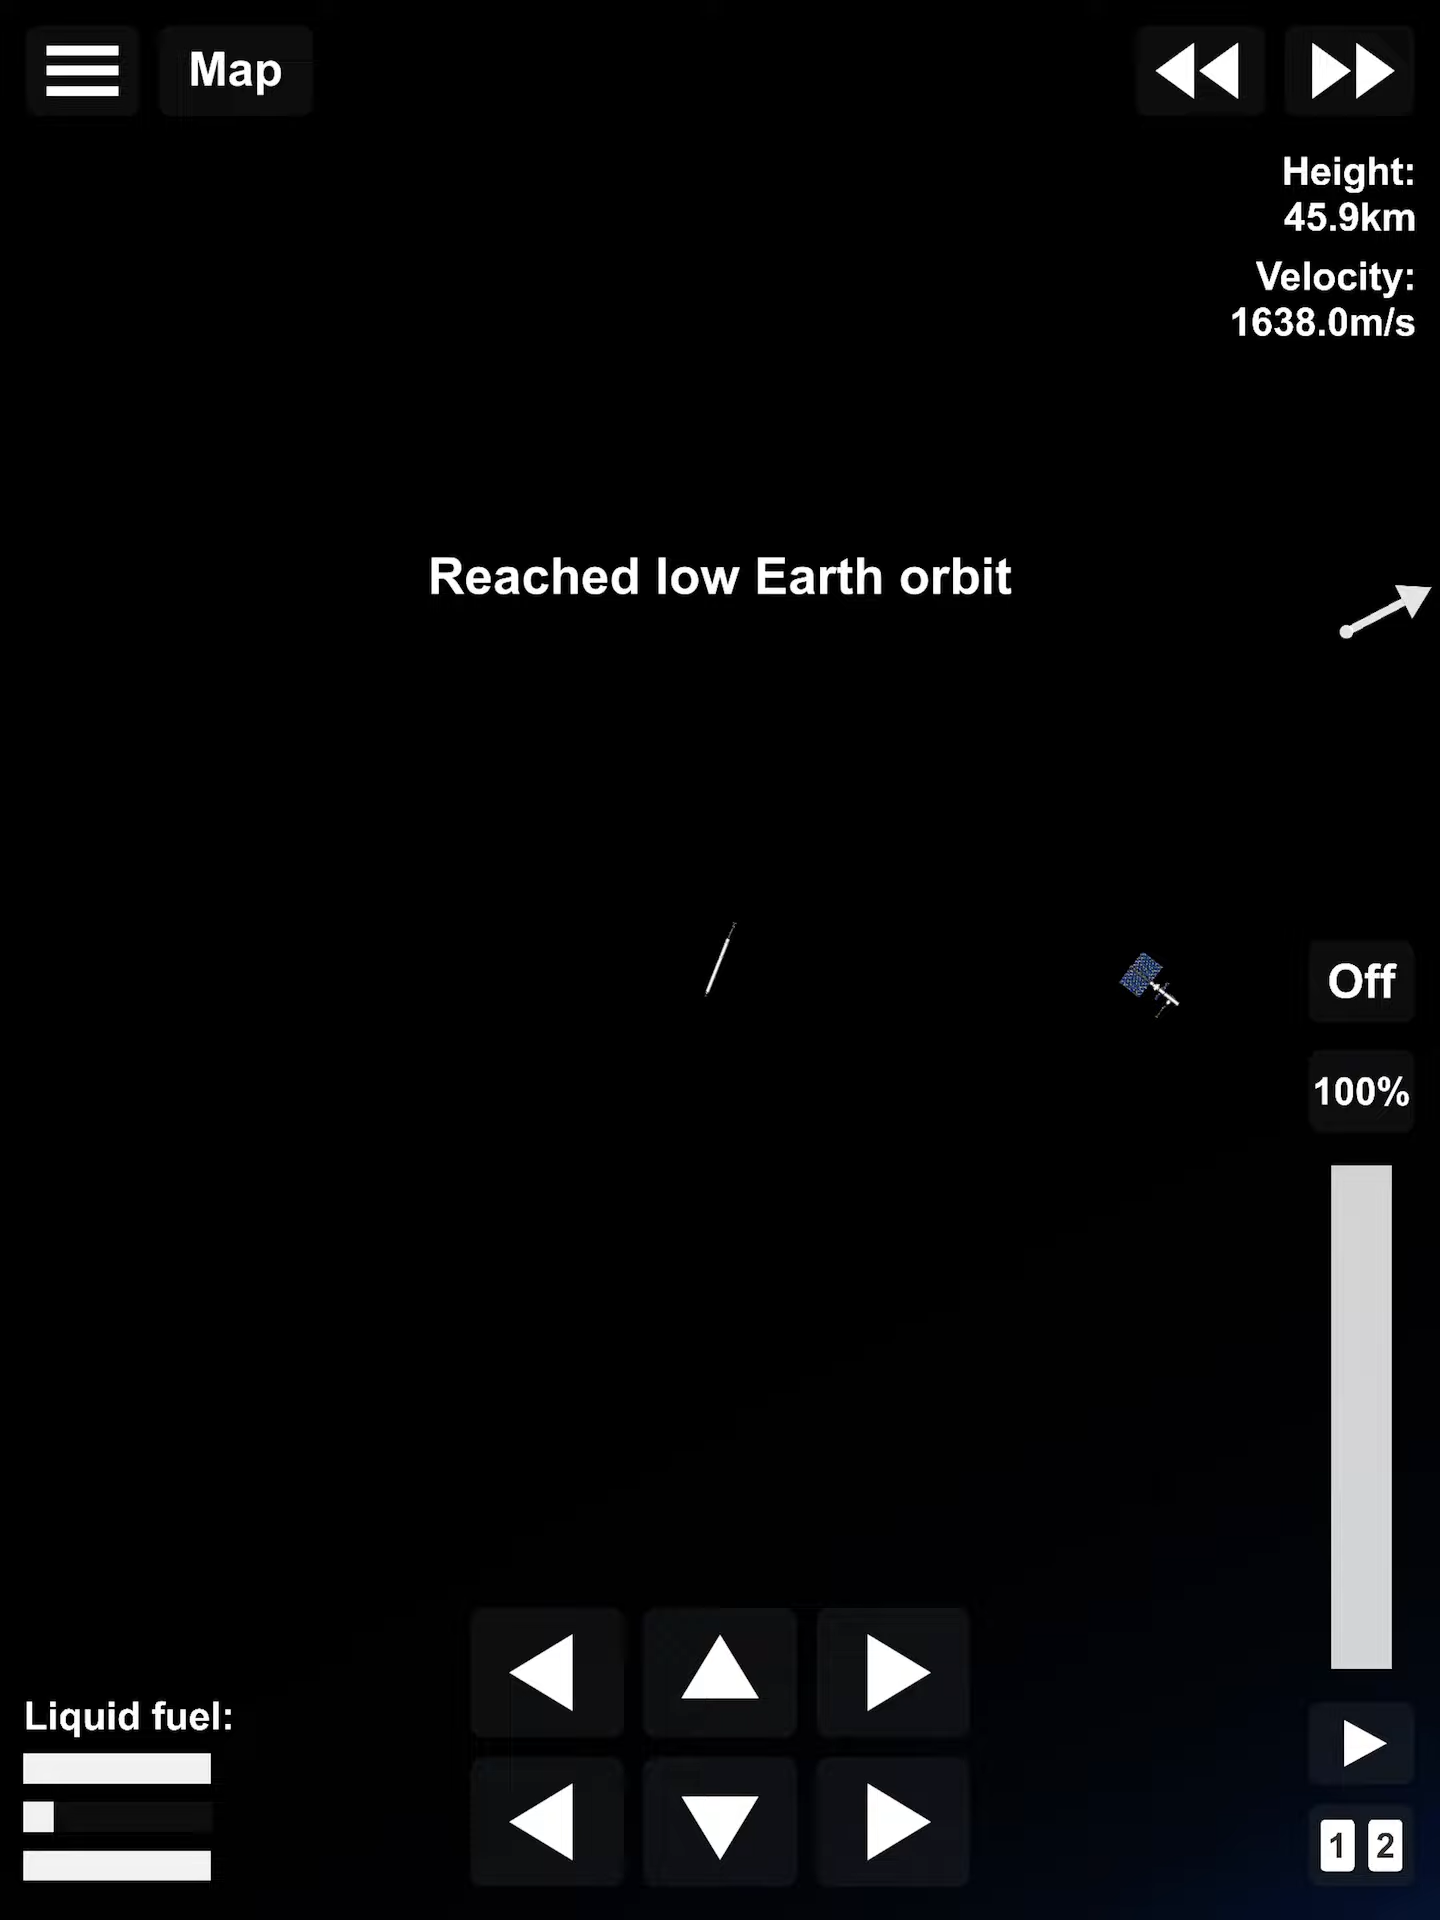 Map
Height:
45.9km
Velocity:
1638.0m/s
Reached low Earth orbit
Off
100%
Liquid fuel:
1 2